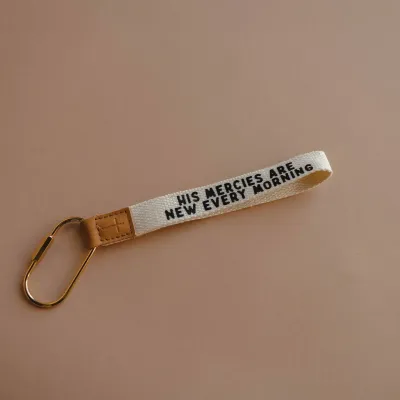 HIS MERCIES ARE
NEW EVERY MORNING